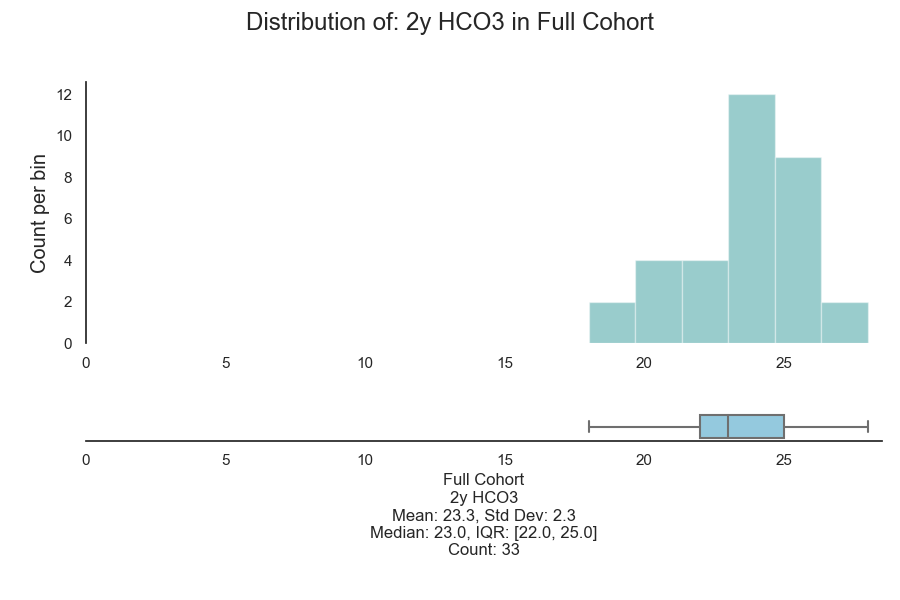 Distribution of: 2y HCO3 in Full Cohort
Count per bin
12
10
8
6
4
2
0
0 5 10 15 20 25
0 5 10 15 20 25
Full Cohort
2y HCO3
Mean: 23.3, Std Dev: 2.3
Median: 23.0, IQR: [22.0, 25.0]
Count: 33